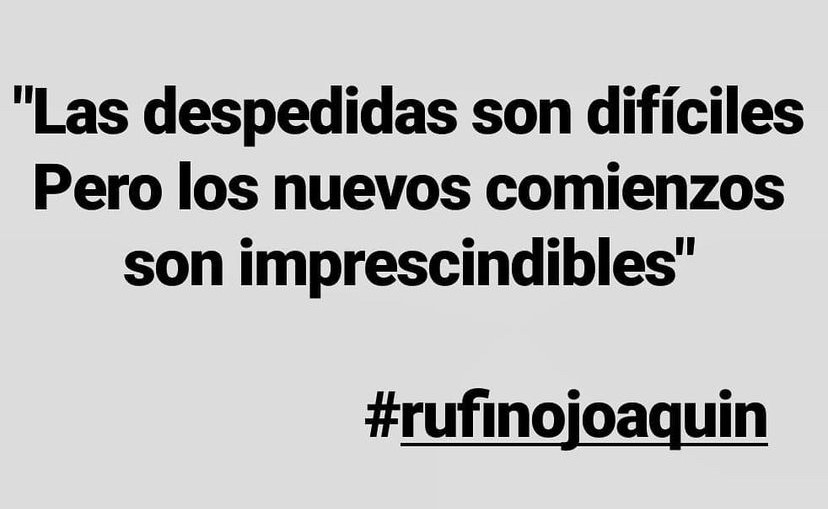 "Las despedidas son difíciles
Pero los nuevos comienzos
son imprescindibles"
#rufinojoaquin